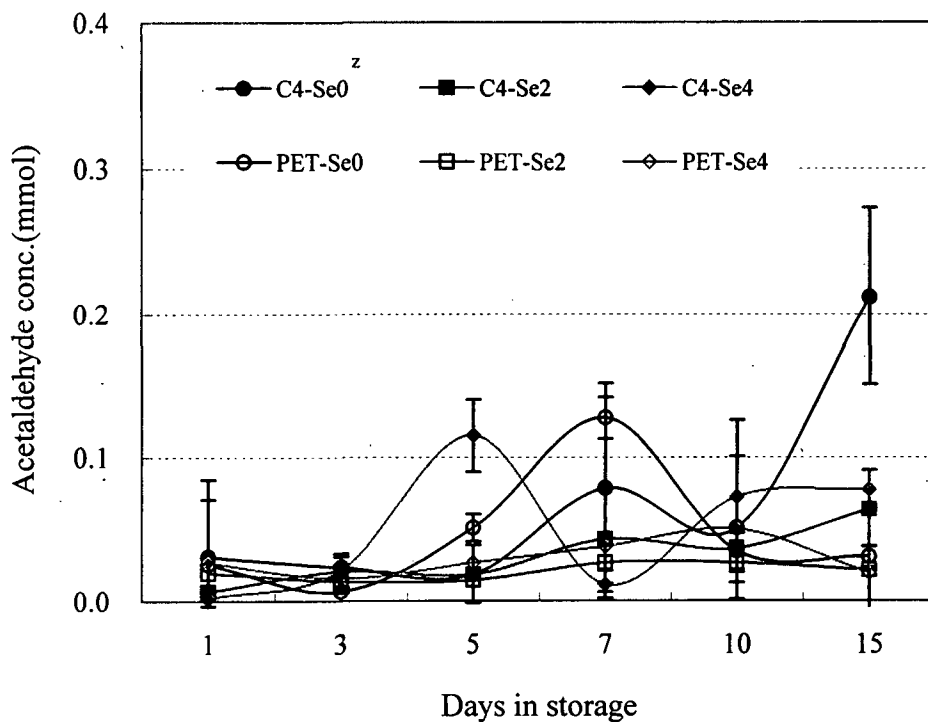 0.4
z
C4-Se0 C4-Se2 C4-Se4
0.3
PET-Se0 PET-Se2 PET-Se4
Acetaldehyde conc.(mmol)
0.2
0.1
0.0
1 3 5 7 10 15
Days in storage